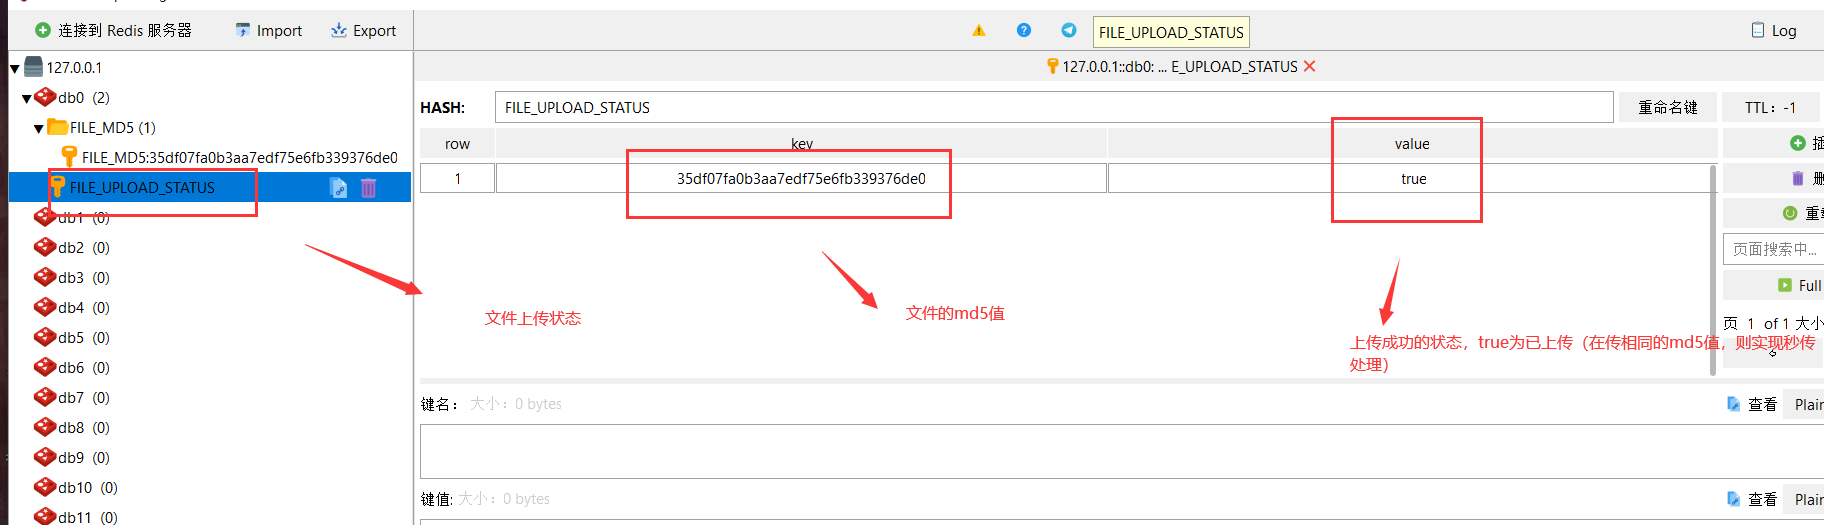 连接到 Redis 服务器
Import
Export
FILE_UPLOAD_STATUS
Log
127.0.0.1
db0 (2)
FILE_MD5 (1)
FILE_MD5:35df07fa0b3aa7edf75e6fb339376de0
FILE_UPLOAD_STATUS
db1 (0)
db2 (0)
db3 (0)
db4 (0)
db5 (0)
db6 (0)
db7 (0)
db8 (0)
db9 (0)
db10 (0)
db11 (0)
127.0.0.1::db0: ... E_UPLOAD_STATUS
HASH:
FILE_UPLOAD_STATUS
重命名键
TTL：-1
row key value
1 35df07fa0b3aa7edf75e6fb339376de0 true
插
重
页面搜索中...
Full
页 1 of 1 大小
文件上传状态
文件的md5值
上传成功的状态，true为已上传（在传相同的md5值，则实现秒传
处理）
键名： 大小：0 bytes
查看
Plai
键值: 大小：0 bytes
查看
Plai